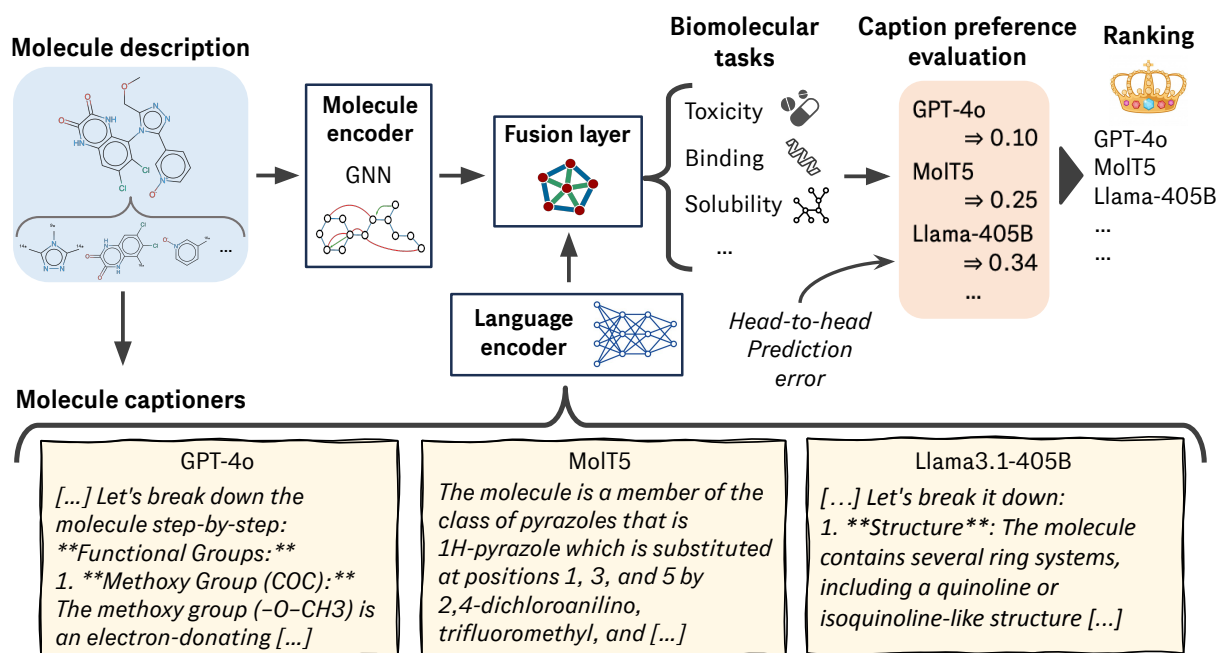 Molecule description
Molecule
encoder
GNN
Fusion layer
Language
encoder
Biomolecular
tasks
Toxicity
Binding
Solubility
...
Caption preference
evaluation
GPT-4o
⇒ 0.10
MolT5
⇒ 0.25
Llama-405B
⇒ 0.34
...
Head-to-head
Prediction
error
Ranking
GPT-4o
MolT5
Llama-405B
...
...
O
O
O
NH
HN
N
N
N
Cl
Cl
N
O-
...
Molecule captioners
GPT-4o
[...] Let's break down the
molecule step-by-step:
**Functional Groups:**
1. **Methoxy Group (COC):**
The methoxy group (–O–CH3) is
an electron-donating [...]
MolT5
The molecule is a member of the
class of pyrazoles that is
1H-pyrazole which is substituted
at positions 1, 3, and 5 by
2,4-dichloroanilino,
trifluoromethyl, and [...]
Llama3.1-405B
[...] Let's break it down:
1. **Structure**: The molecule
contains several ring systems,
including a quinoline or
isoquinoline-like structure [...]